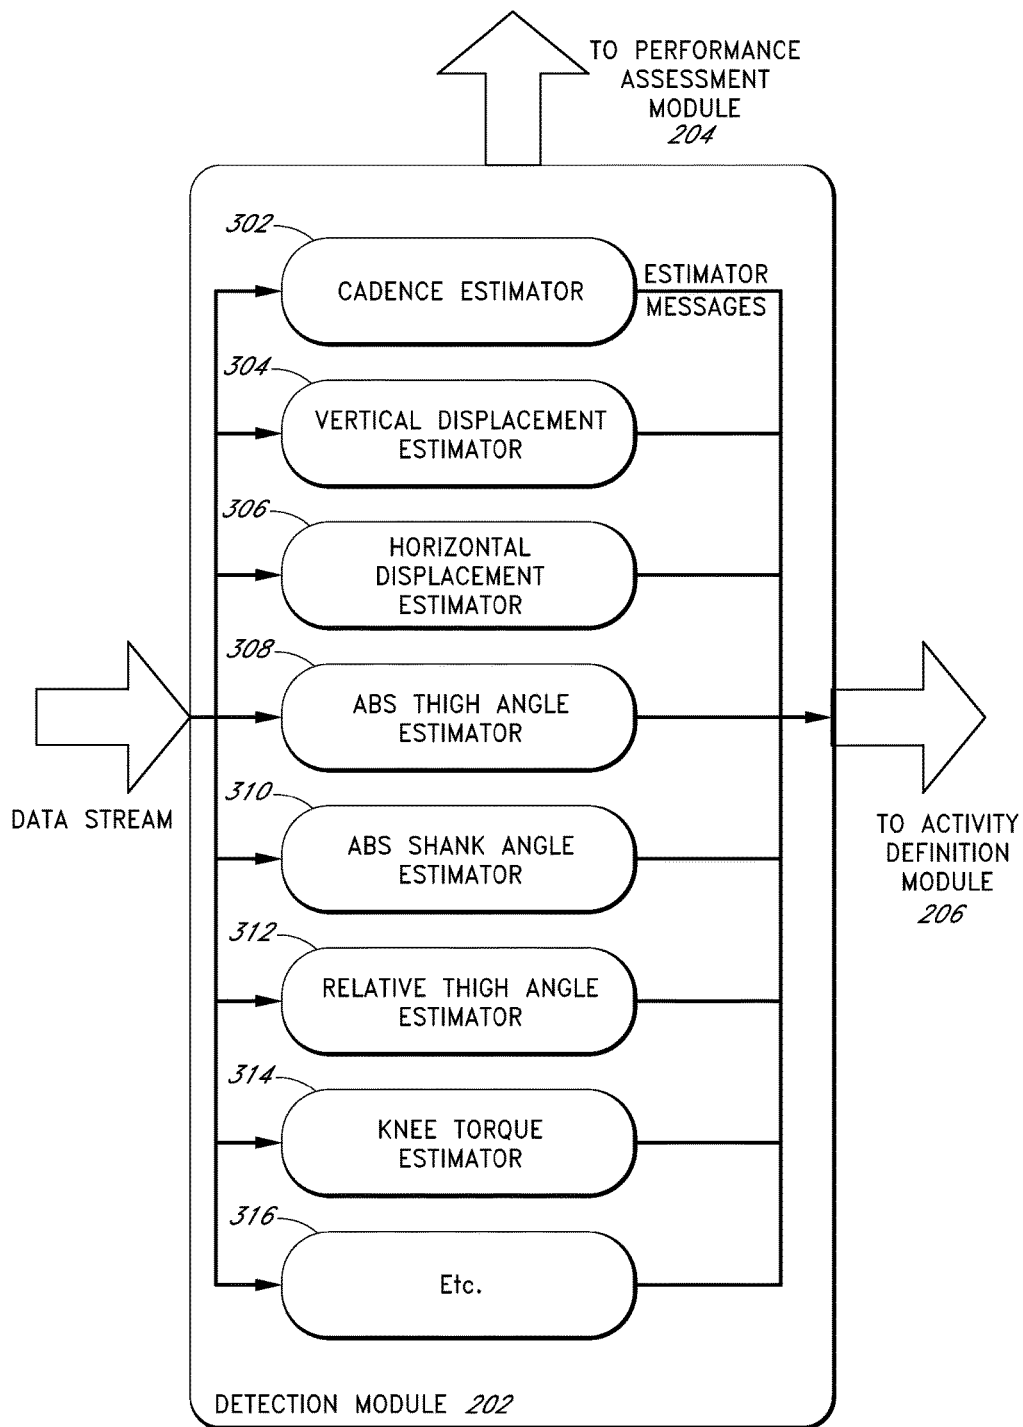 TO PERFORMANCE
ASSESSMENT
MODULE
204
302
CADENCE ESTIMATOR
ESTIMATOR
MESSAGES
304
VERTICAL DISPLACEMENT
ESTIMATOR
306
HORIZONTAL
DISPLACEMENT
ESTIMATOR
308
ABS THIGH ANGLE
ESTIMATOR
DATA STREAM
310
ABS SHANK ANGLE
ESTIMATOR
TO ACTIVITY
DEFINITION
MODULE
206
312
RELATIVE THIGH ANGLE
ESTIMATOR
314
KNEE TORQUE
ESTIMATOR
316
Etc.
DETECTION MODULE 202